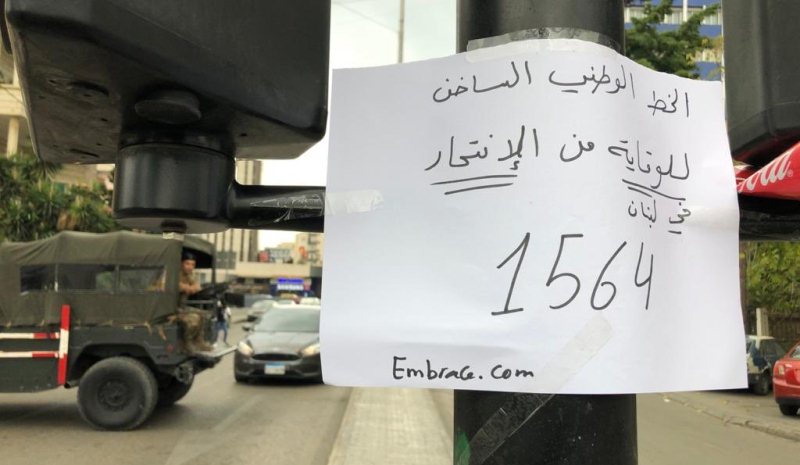 الخط الوطني الساخن
للوقاية من الإنتحار
في لبنان
1564
Embrace.com